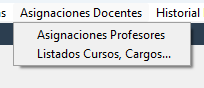 Asignaciones Docentes Historial
Asignaciones Profesores
Listados Cursos, Cargos...